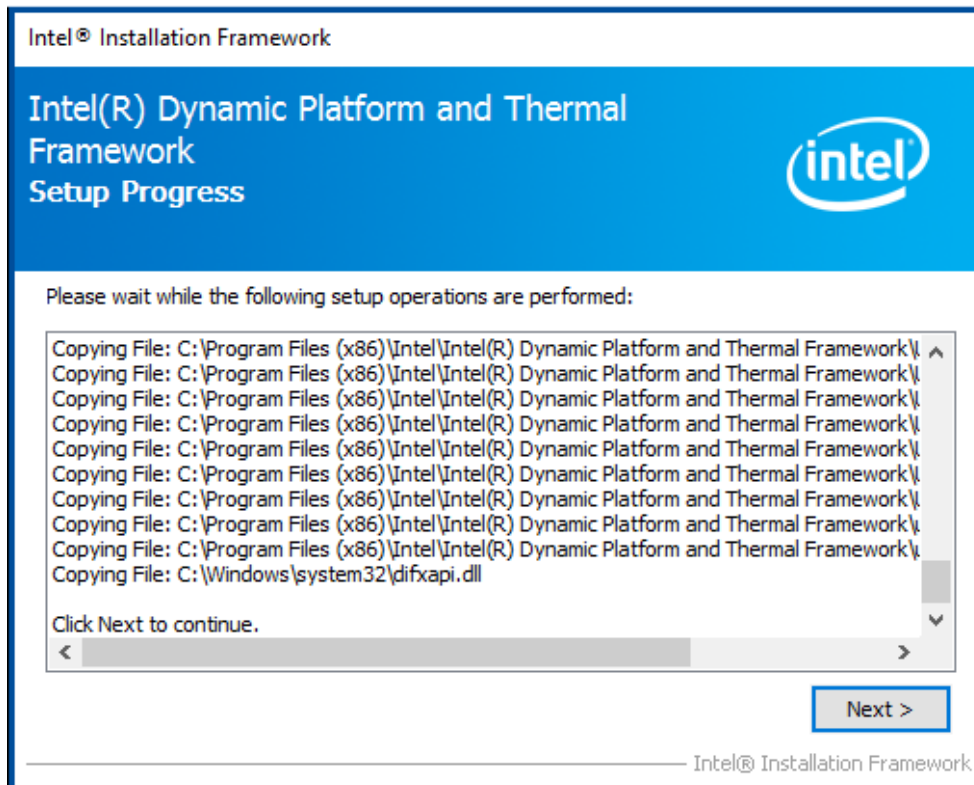 Intel® Installation Framework
Intel(R) Dynamic Platform and Thermal
Framework
Setup Progress
intel
Please wait while the following setup operations are performed:
Copying File: C:\Program Files (x86)\Intel\Intel(R) Dynamic Platform and Thermal Framework\
Copying File: C:\Program Files (x86)\Intel\Intel(R) Dynamic Platform and Thermal Framework\
Copying File: C:\Program Files (x86)\Intel\Intel(R) Dynamic Platform and Thermal Framework\
Copying File: C:\Program Files (x86)\Intel\Intel(R) Dynamic Platform and Thermal Framework\
Copying File: C:\Program Files (x86)\Intel\Intel(R) Dynamic Platform and Thermal Framework\
Copying File: C:\Program Files (x86)\Intel\Intel(R) Dynamic Platform and Thermal Framework\
Copying File: C:\Program Files (x86)\Intel\Intel(R) Dynamic Platform and Thermal Framework\
Copying File: C:\Program Files (x86)\Intel\Intel(R) Dynamic Platform and Thermal Framework\
Copying File: C:\Program Files (x86)\Intel\Intel(R) Dynamic Platform and Thermal Framework\
Copying File: C:\Windows\system32\difxapi.dll
Click Next to continue.
Next >
Intel® Installation Framework